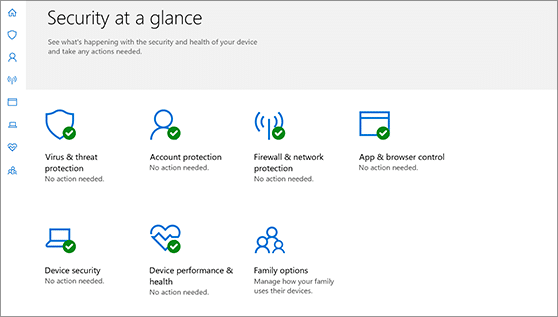 Security at a glance
See what's happening with the security and health of your device
and take any actions needed.
Virus & threat
protection
No action needed.
Account protection
No action needed.
Firewall & network
protection
No action needed.
App & browser control
No action needed.
Device security
No action needed.
Device performance &
health
No action needed.
Family options
Manage how your family
uses their devices.